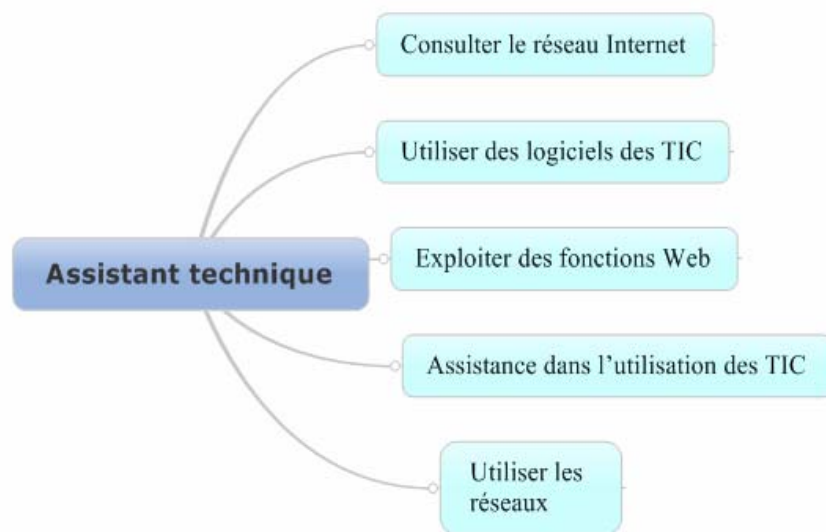 Consulter le réseau Internet
Utiliser des logiciels des TIC
Assistant technique
Exploiter des fonctions Web
Assistance dans l’utilisation des TIC
Utiliser les
réseaux